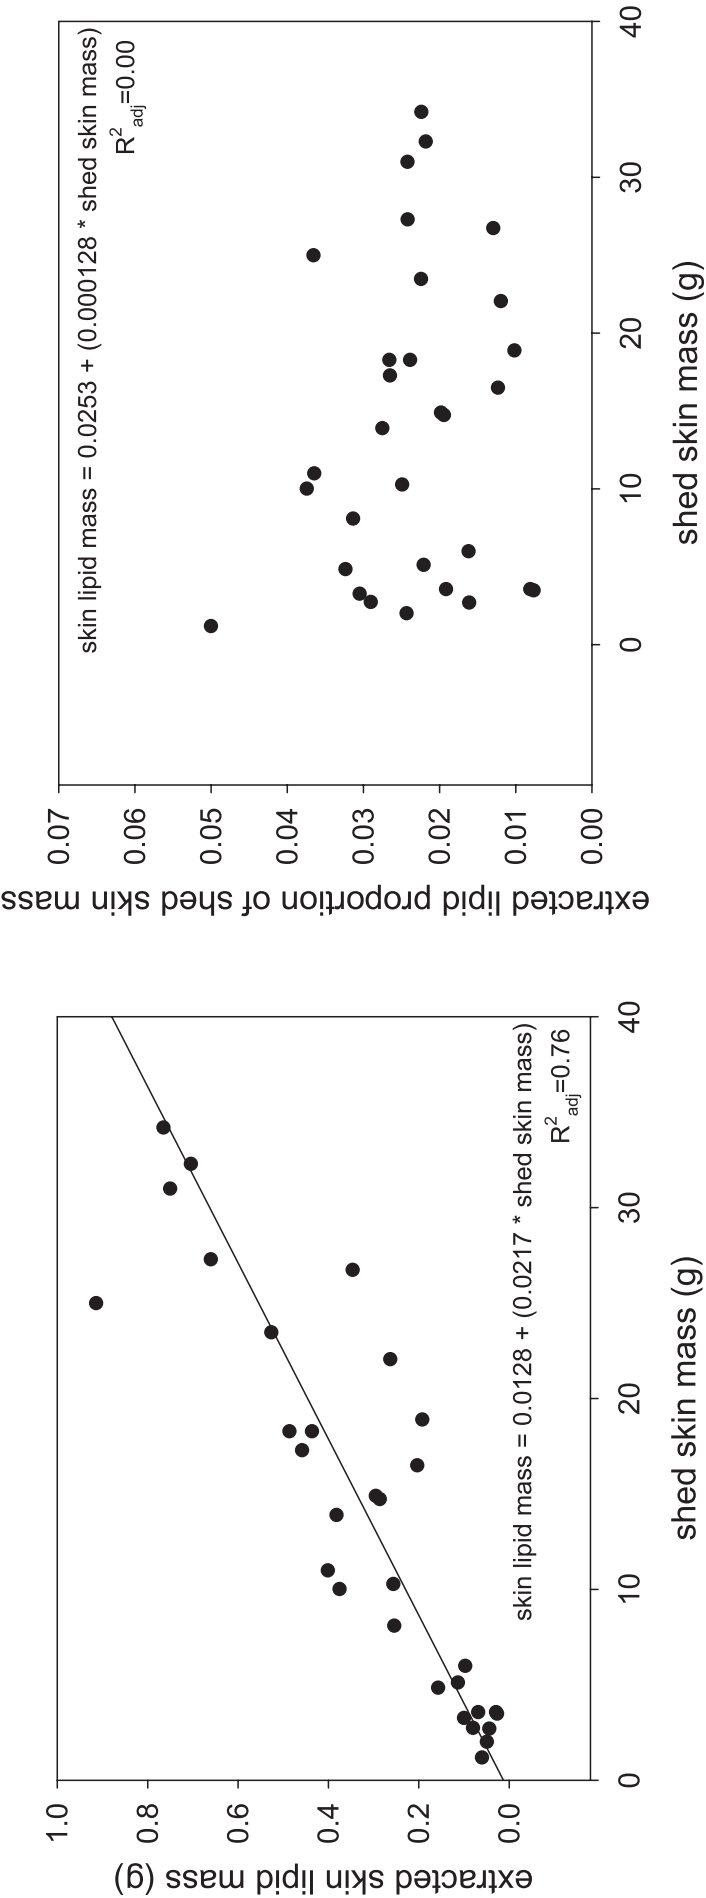 1.0
0.8
0.6
0.4
0.2
0.0
extracted skin lipid mass (g)
skin lipid mass = 0.0128 + (0.0217 * shed skin mass)
R2adj=0.76
0 10 20 30 40
shed skin mass (g)
0.07
0.06
0.05
0.04
0.03
0.02
0.01
0.00
extracted lipid proportion of shed skin mass
skin lipid mass = 0.0253 + (0.000128 * shed skin mass)
R2adj=0.00
0 10 20 30 40
shed skin mass (g)